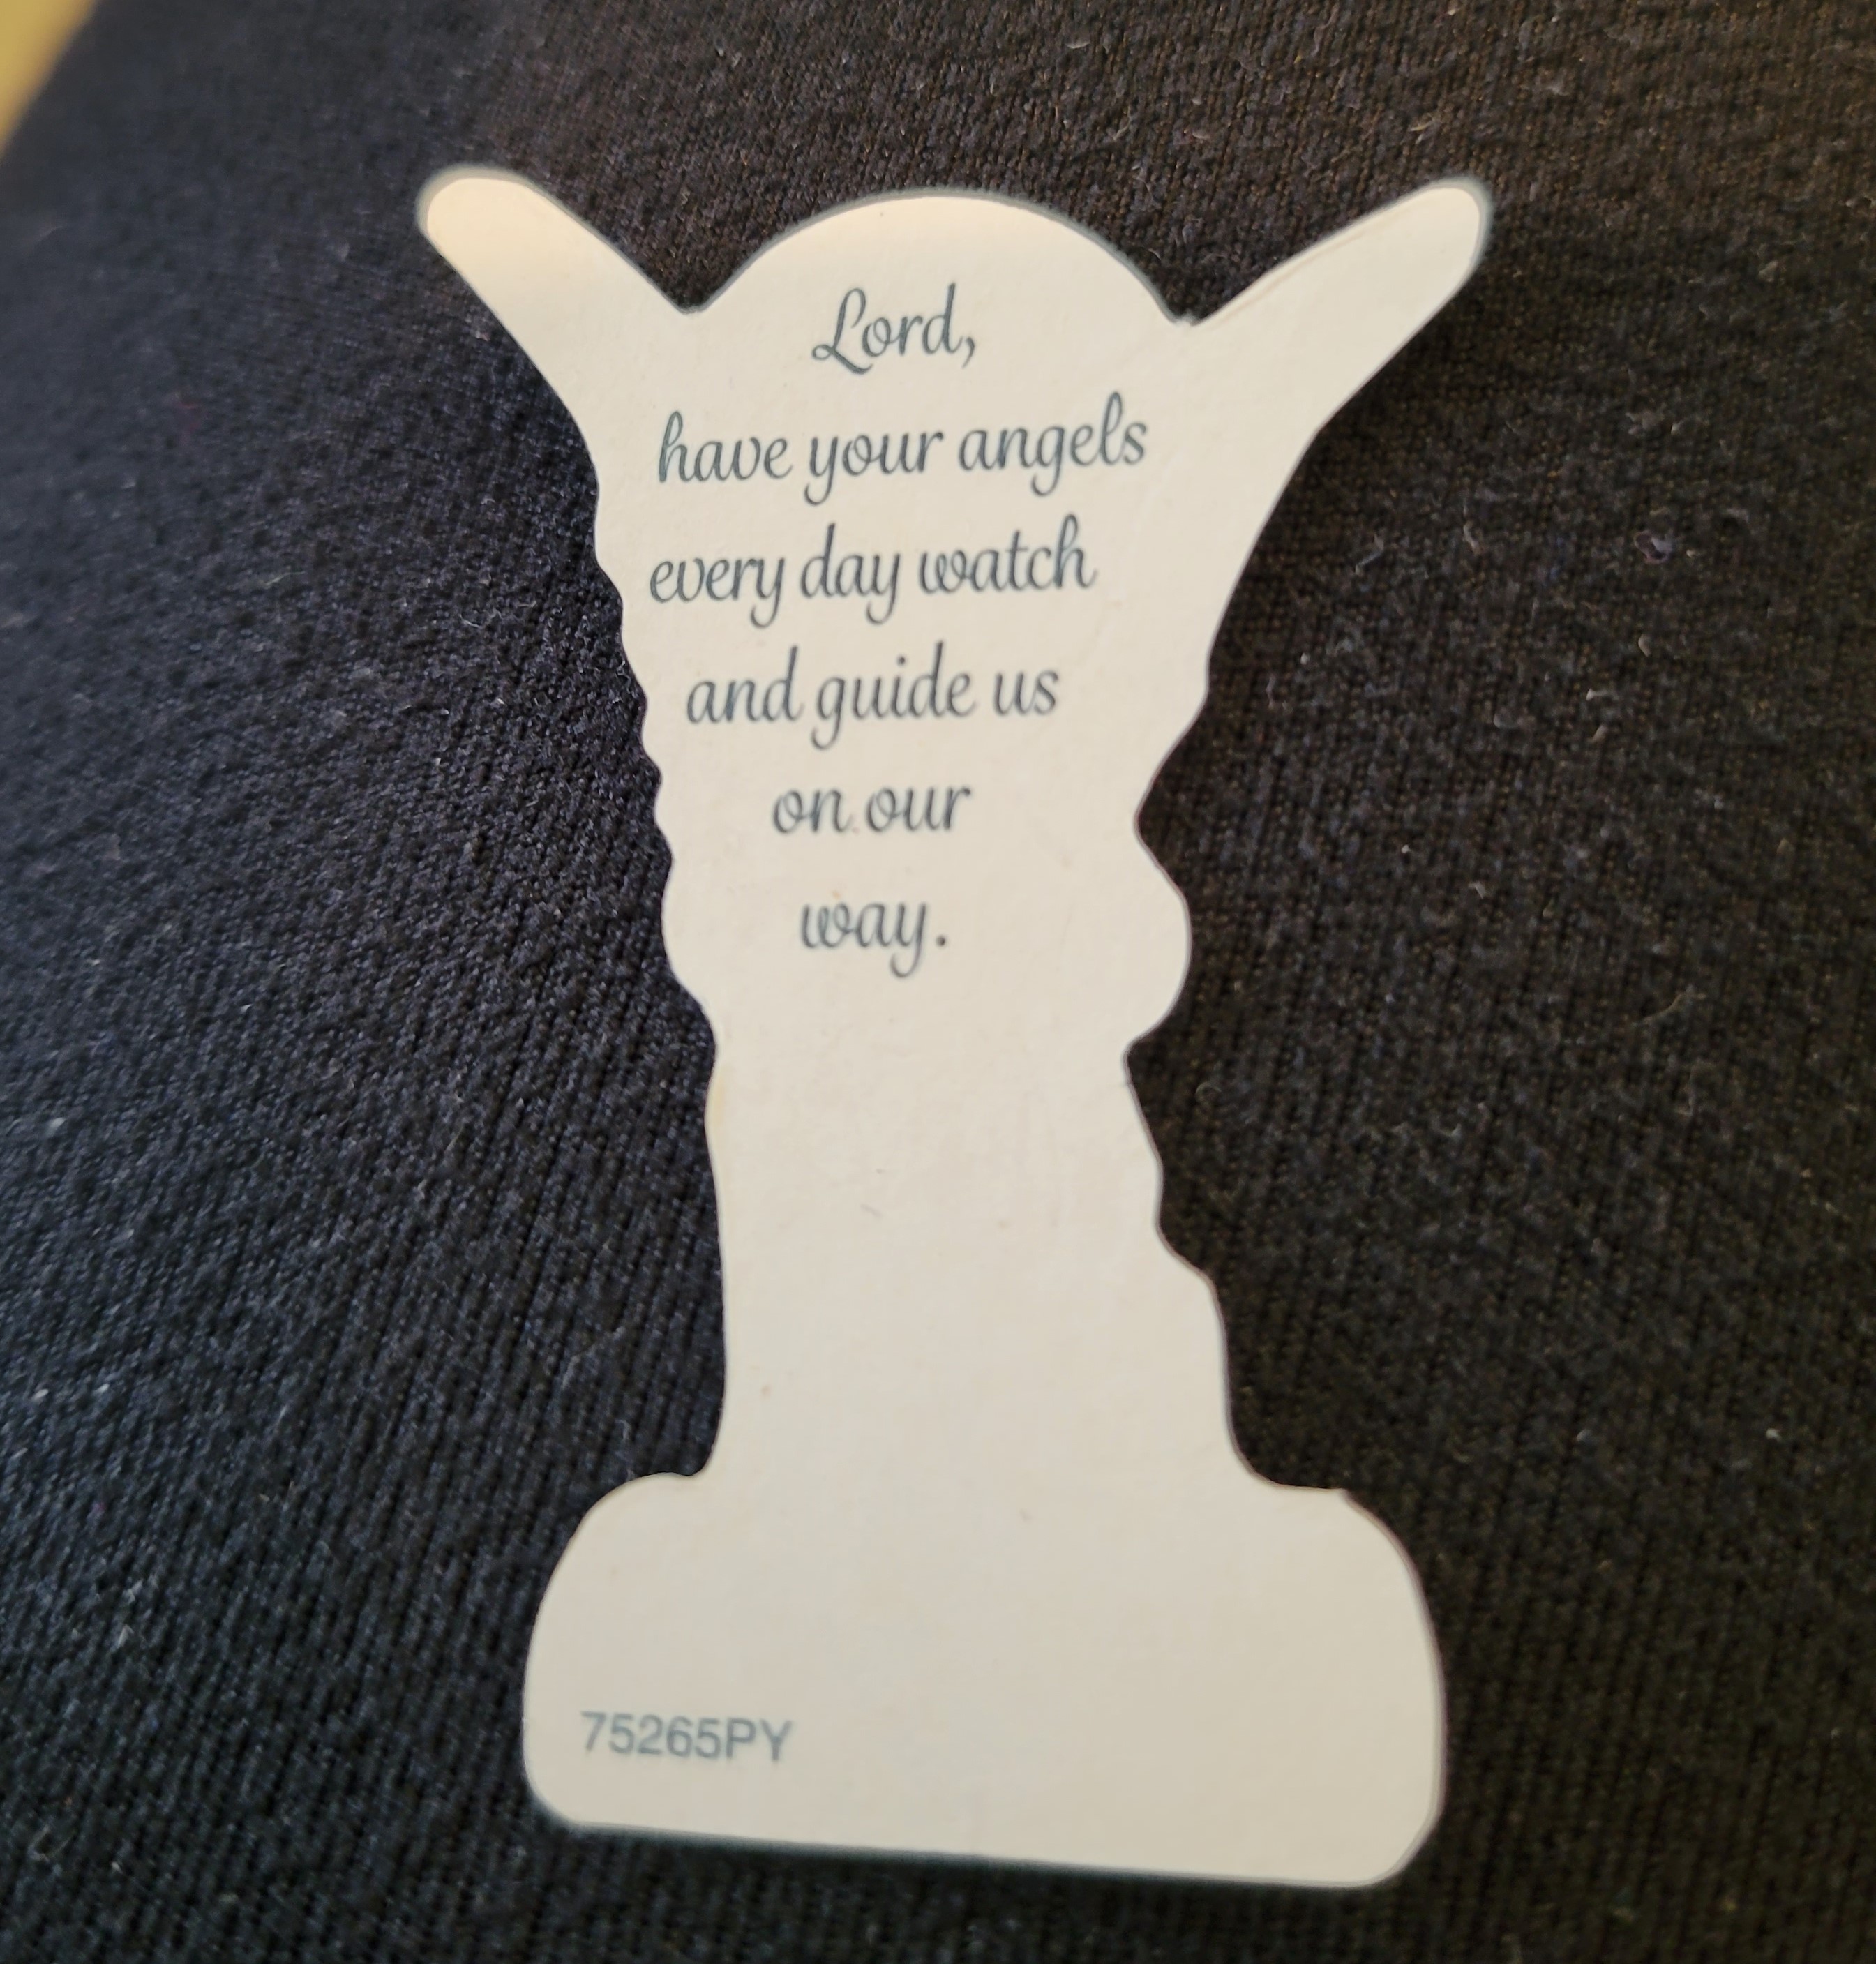 Lord,
have your angels
every day watch
and guide us
on our
way.
75265PY